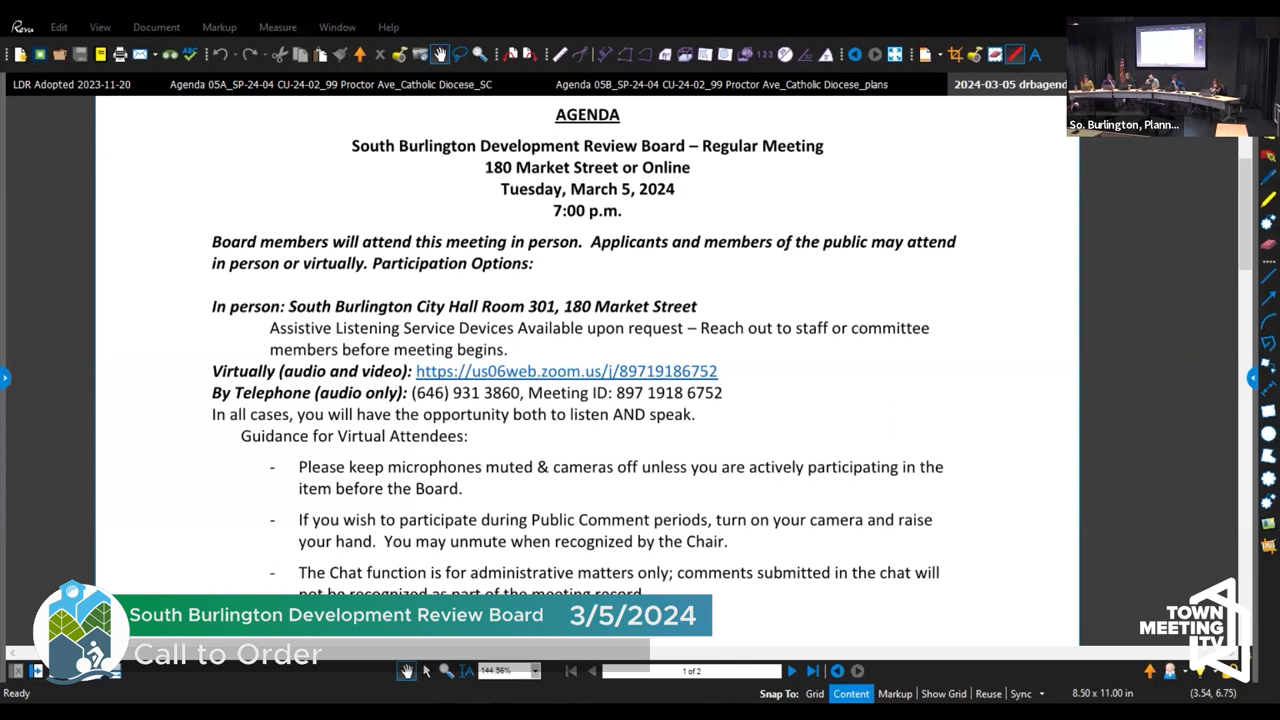 Revu Edit View Document Markup Measure Window Help
LDR Adopted 2023-11-20 Agenda 05A_SP-24-04 CU-24-02_99 Proctor Ave_Catholic Diocese_SC Agenda 05B_SP-24-04 CU-24-02_99 Proctor Ave_Catholic Diocese_plans 2024-03-05 drbagend
So. Burlington, Plann...
AGENDA
South Burlington Development Review Board – Regular Meeting
180 Market Street or Online
Tuesday, March 5, 2024
7:00 p.m.
Board members will attend this meeting in person. Applicants and members of the public may attend
in person or virtually. Participation Options:
In person: South Burlington City Hall Room 301, 180 Market Street
Assistive Listening Service Devices Available upon request – Reach out to staff or committee
members before meeting begins.
Virtually (audio and video): https://us06web.zoom.us/j/89719186752
By Telephone (audio only): (646) 931 3860, Meeting ID: 897 1918 6752
In all cases, you will have the opportunity both to listen AND speak.
Guidance for Virtual Attendees:
- Please keep microphones muted & cameras off unless you are actively participating in the
item before the Board.
- If you wish to participate during Public Comment periods, turn on your camera and raise
your hand. You may unmute when recognized by the Chair.
- The Chat function is for administrative matters only; comments submitted in the chat will
not be recognized as part of the meeting record.
South Burlington Development Review Board 3/5/2024
Call to Order
TOWN
MEETING
TV
144.56% 1 of 2
Ready Snap To: Grid Content Markup Show Grid Reuse Sync 8.50 x 11.00 in (3.54, 6.75)